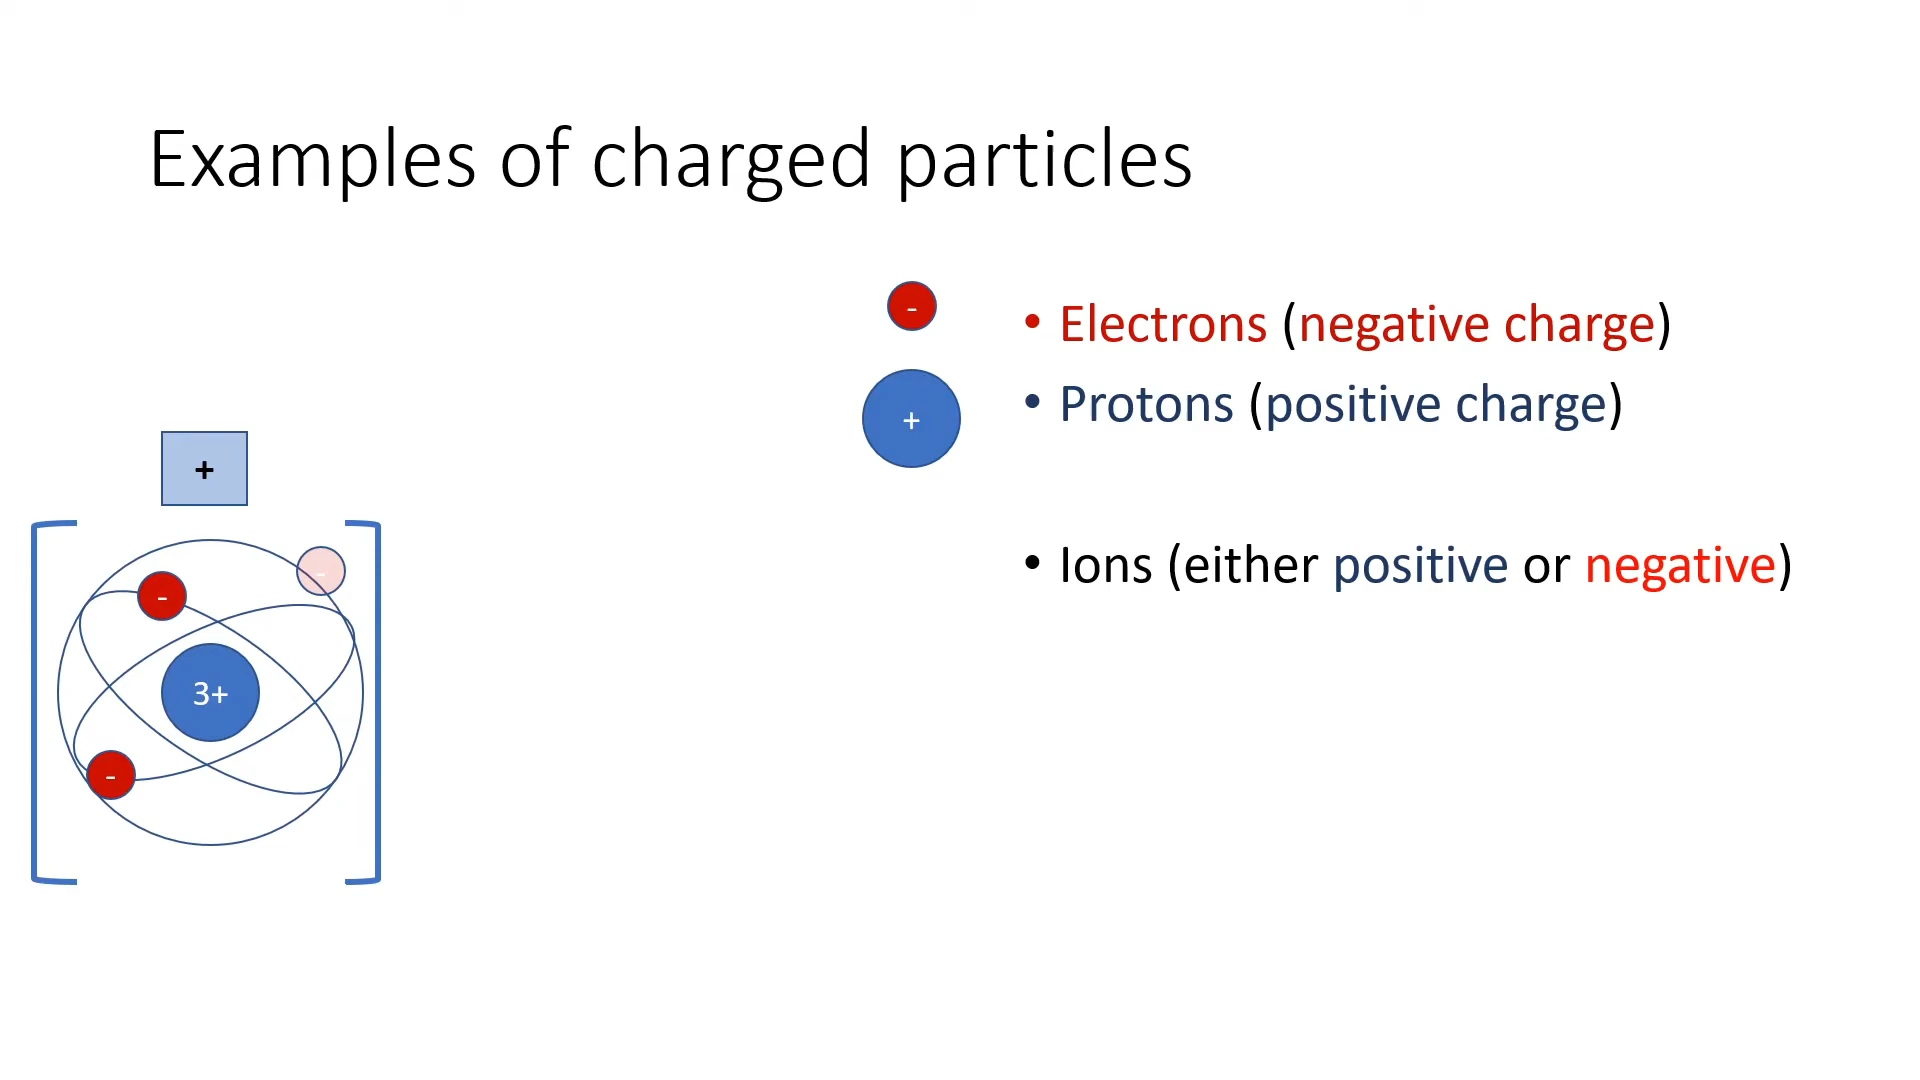 Examples of charged particles
-
• Electrons (negative charge)
+
• Protons (positive charge)
• Ions (either positive or negative)
+
-
-
3+
-